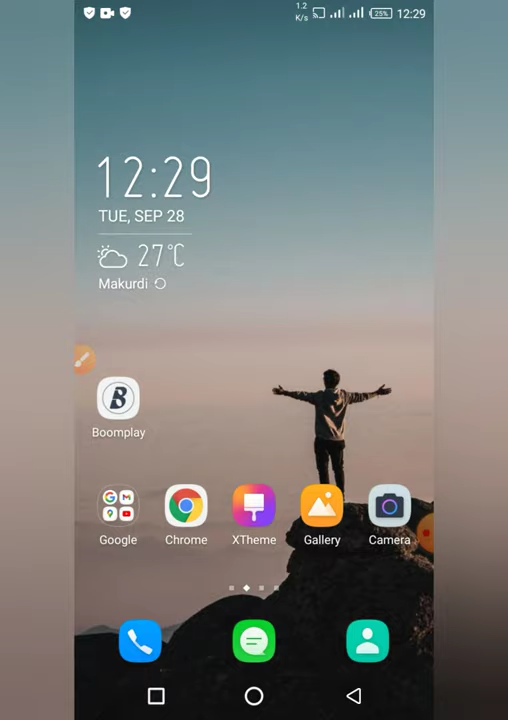 1.2
K/s
25%
12:29
12:29
TUE, SEP 28
27°C
Makurdi
B
Boomplay
Google
Chrome
XTheme
Gallery
Camera